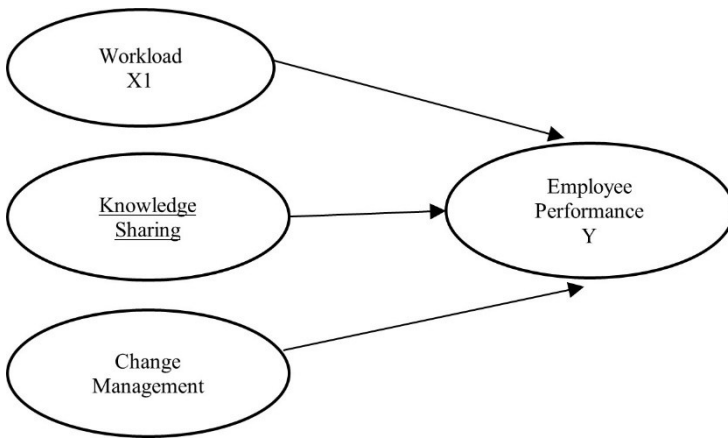 Workload
X1
Knowledge
Sharing
Change
Management
Employee
Performance
Y